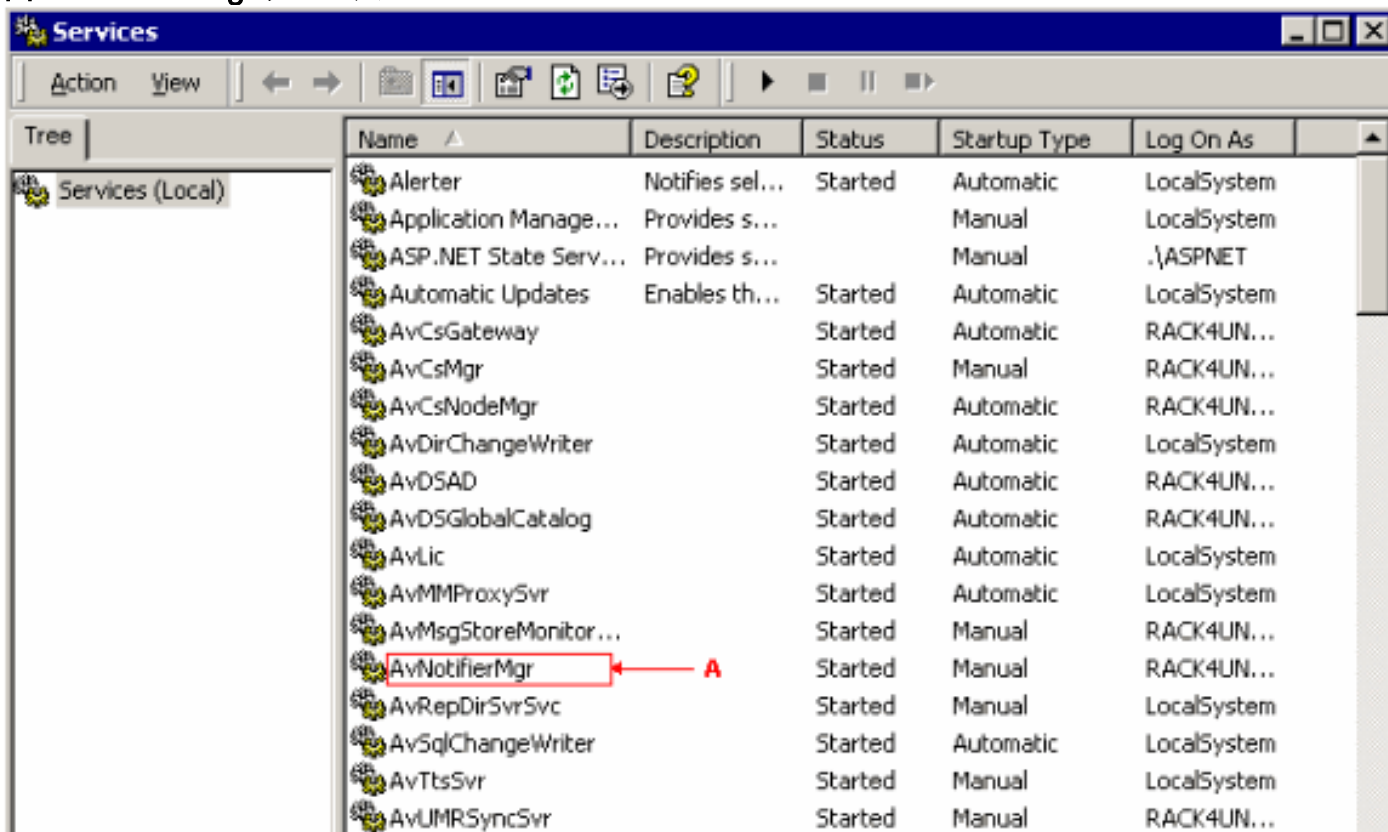 Services
Action View
Tree
Name Description Status Startup Type Log On As
Services (Local)
Alerter Notifies sel... Started Automatic LocalSystem
Application Manage... Provides s... Manual LocalSystem
ASP.NET State Serv... Provides s... Manual .\ASPNET
Automatic Updates Enables th... Started Automatic LocalSystem
AvCsGateway Started Automatic RACK4UN...
AvCsMgr Started Manual RACK4UN...
AvCsNodeMgr Started Automatic RACK4UN...
AvDirChangeWriter Started Automatic LocalSystem
AvDSAD Started Automatic RACK4UN...
AvDSGlobalCatalog Started Automatic RACK4UN...
AvLic Started Automatic LocalSystem
AvMMProxySvr Started Automatic LocalSystem
AvMsgStoreMonitor... Started Manual RACK4UN...
AvNotifierMgr A Started Manual RACK4UN...
AvRepDirSvrSvc Started Manual LocalSystem
AvSqlChangeWriter Started Automatic LocalSystem
AvTtsSvr Started Manual LocalSystem
AvUMRSyncSvr Started Manual RACK4UN...